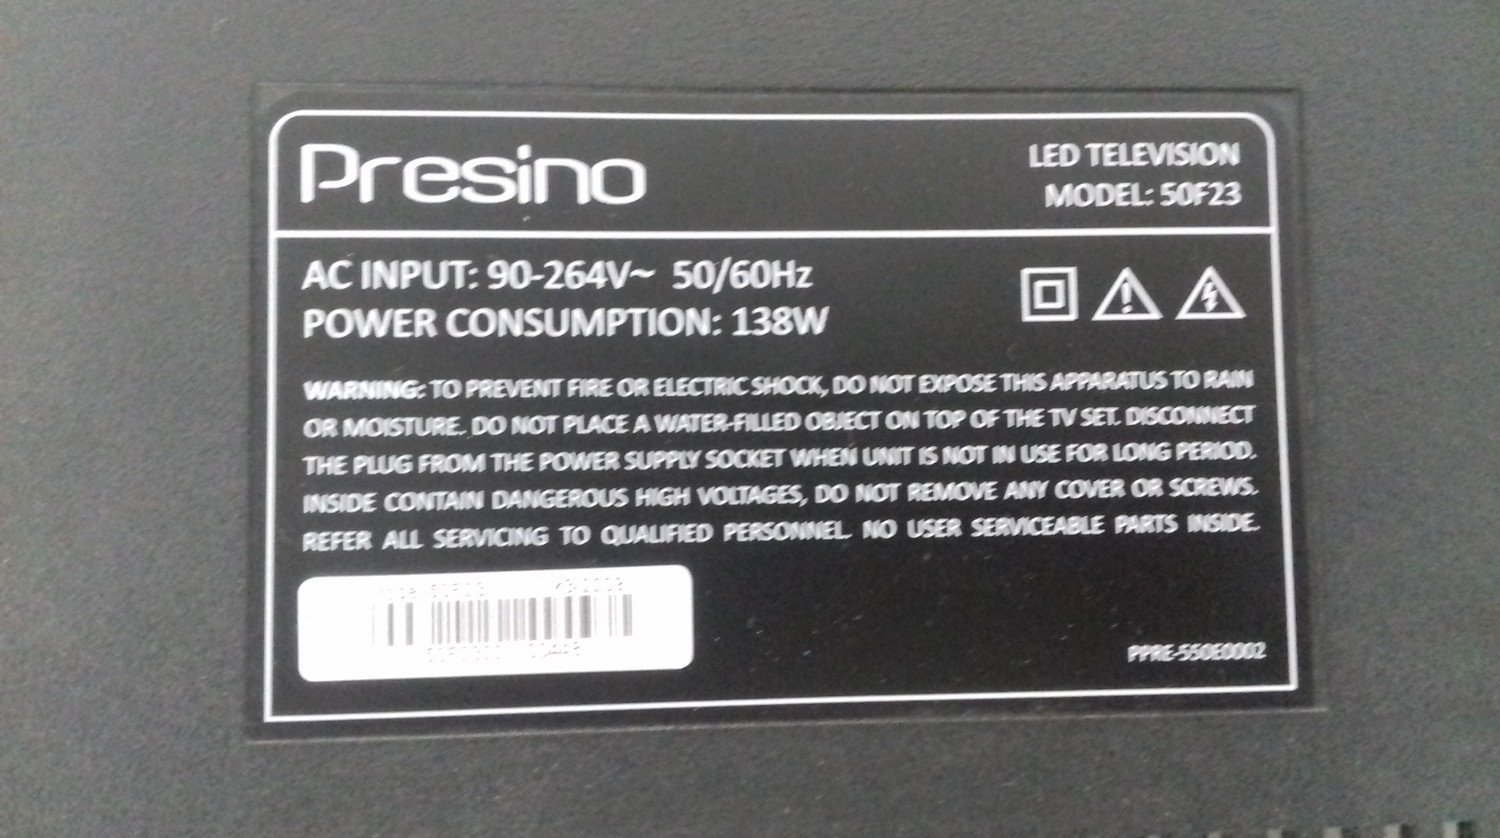 Presino
LED TELEVISION
MODEL: 50F23
AC INPUT: 90-264V~ 50/60Hz
POWER CONSUMPTION: 138W
WARNING: TO PREVENT FIRE OR ELECTRIC SHOCK, DO NOT EXPOSE THIS APPARATUS TO RAIN
OR MOISTURE. DO NOT PLACE A WATER-FILLED OBJECT ON TOP OF THE TV SET. DISCONNECT
THE PLUG FROM THE POWER SUPPLY SOCKET WHEN UNIT IS NOT IN USE FOR LONG PERIOD.
INSIDE CONTAIN DANGEROUS HIGH VOLTAGES, DO NOT REMOVE ANY COVER OR SCREWS.
REFER ALL SERVICING TO QUALIFIED PERSONNEL. NO USER SERVICEABLE PARTS INSIDE.
PPRE-550E0002